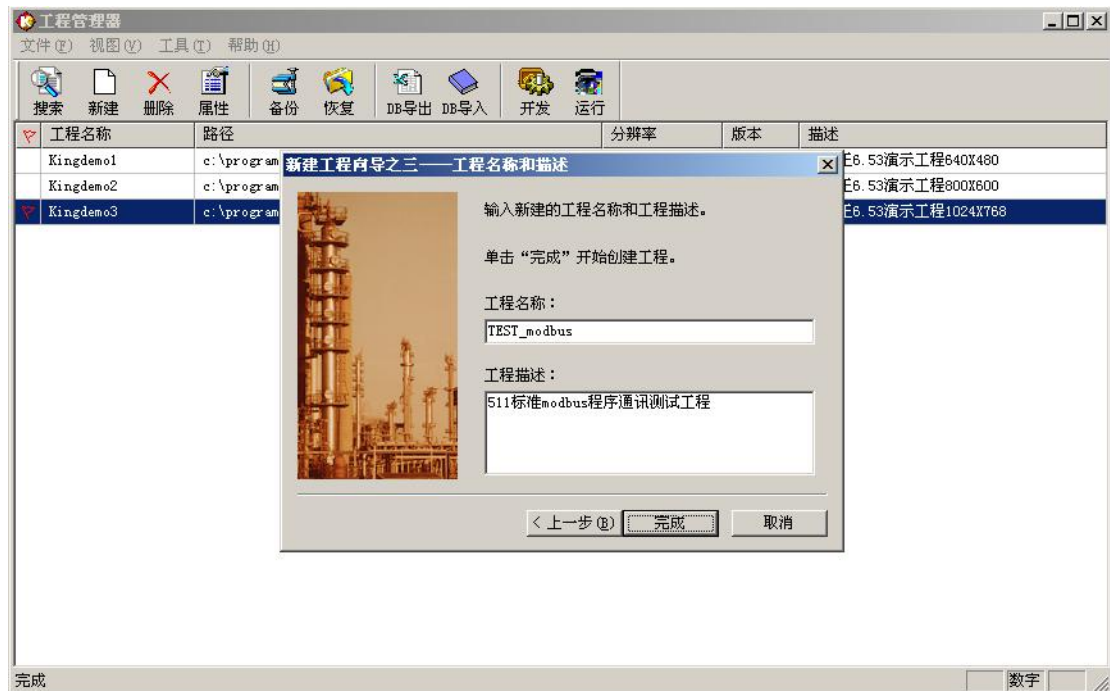 工程管理器
文件(F) 视图(V) 工具(T) 帮助(H)
搜索 新建 删除 属性 备份 恢复 DB导出 DB导入 开发 运行
工程名称 路径 分辨率 版本 描述
Kingdemo1 c:\program 6.53演示工程640X480
Kingdemo2 c:\program 6.53演示工程800X600
Kingdemo3 c:\program 6.53演示工程1024X768
新建工程向导之三——工程名称和描述
输入新建的工程名称和工程描述。
单击“完成”开始创建工程。
工程名称：
TEST_modbus
工程描述：
511标准modbus程序通讯测试工程
< 上一步(B) 完成 取消
完成 数字